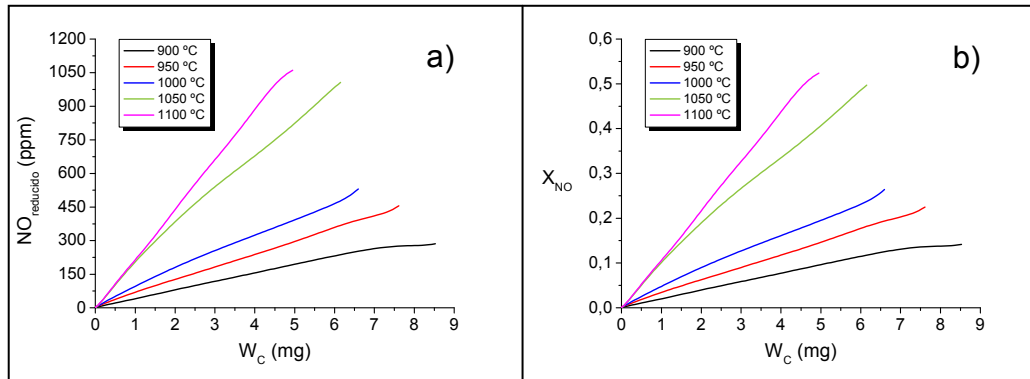 a)
900 ºC
950 ºC
1000 ºC
1050 ºC
1100 ºC
NOreducido (ppm)
1200
1050
900
750
600
450
300
150
0
0 1 2 3 4 5 6 7 8 9
WC (mg)
b)
900 ºC
950 ºC
1000 ºC
1050 ºC
1100 ºC
XNO
0,6
0,5
0,4
0,3
0,2
0,1
0,0
0 1 2 3 4 5 6 7 8 9
WC (mg)